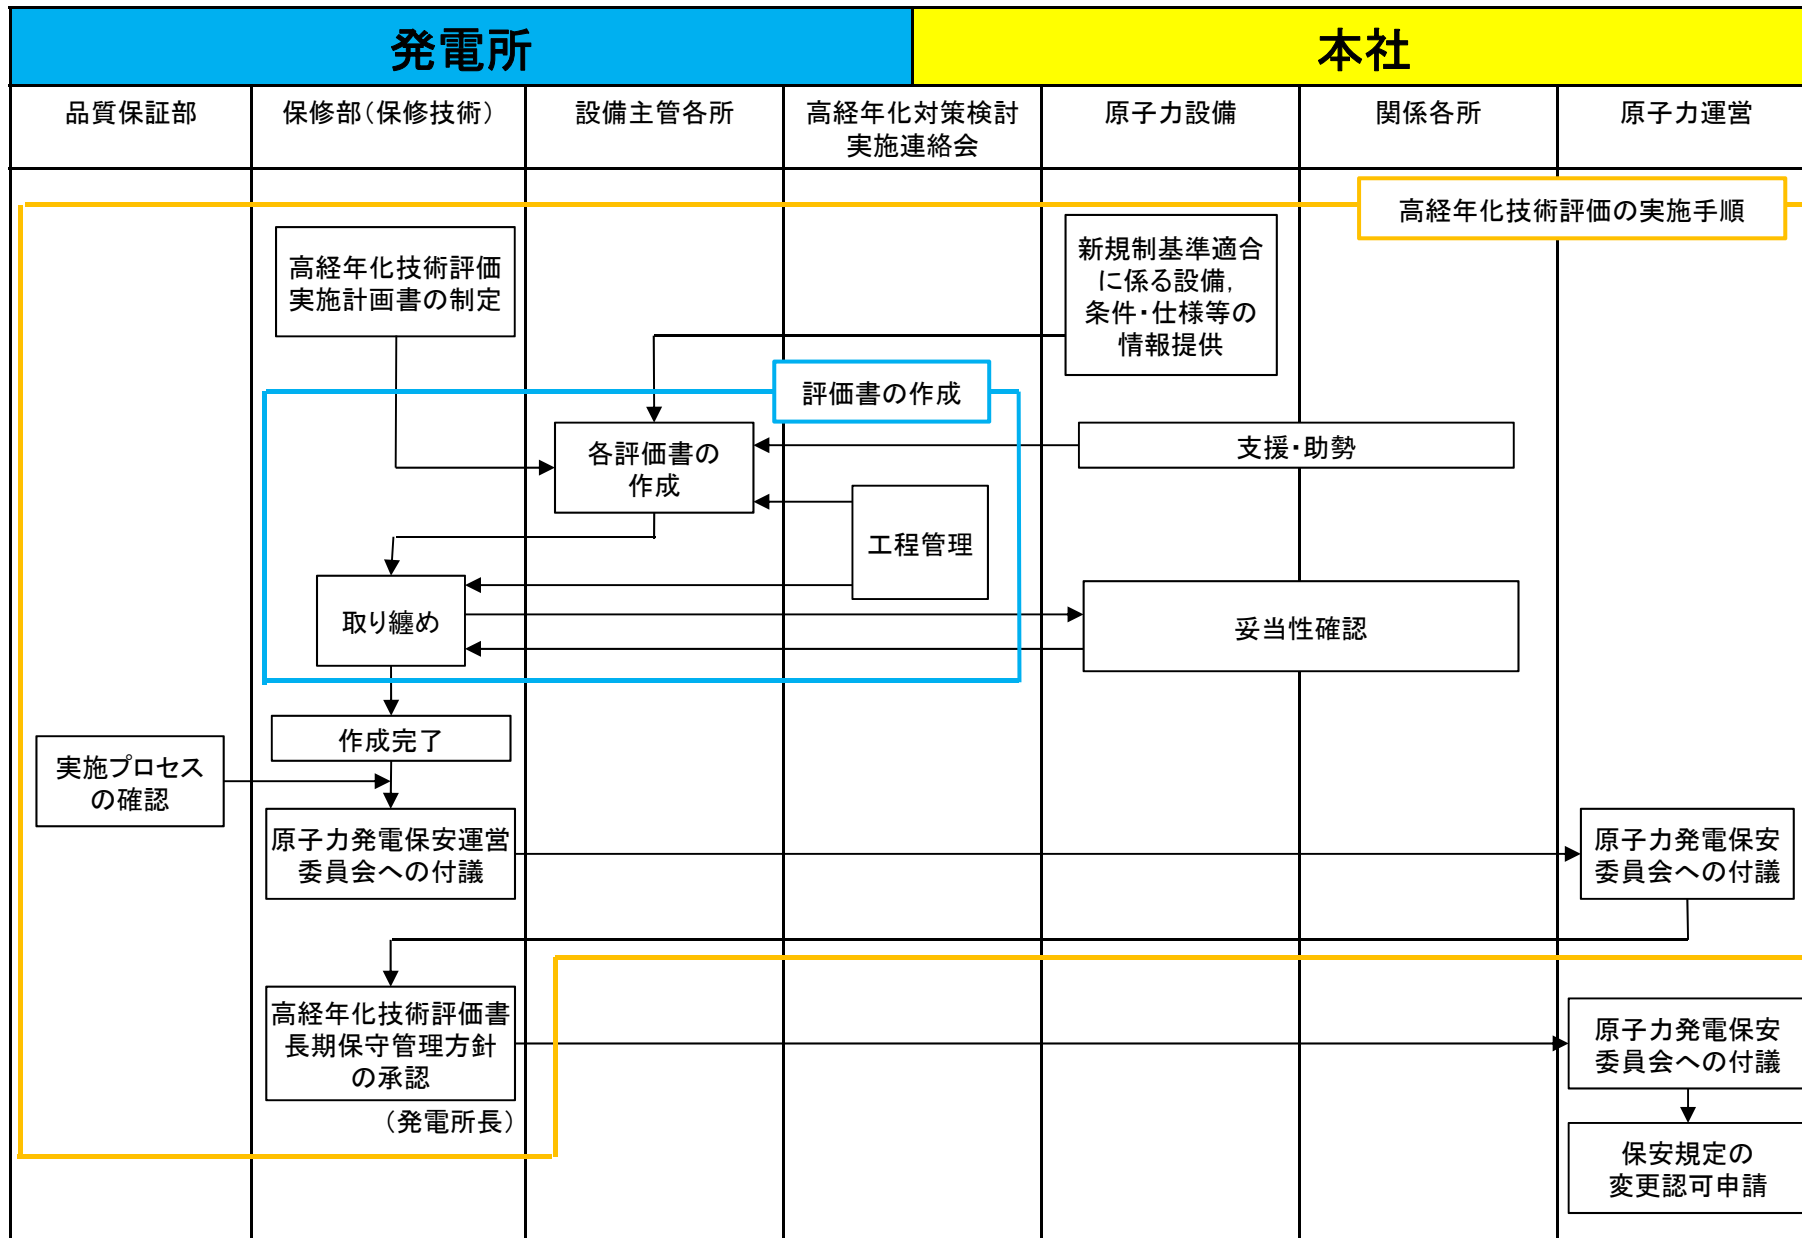 発電所
本社
品質保証部
保修部(保修技術)
設備主管各所
高経年化対策検討
実施連絡会
原子力設備
関係各所
原子力運営
高経年化技術評価の実施手順
高経年化技術評価
実施計画書の制定
新規制基準適合
に係る設備,
条件・仕様等の
情報提供
評価書の作成
各評価書の
作成
支援・助勢
工程管理
取り纏め
妥当性確認
作成完了
実施プロセス
の確認
原子力発電保安運営
委員会への付議
原子力発電保安
委員会への付議
高経年化技術評価書
長期保守管理方針
の承認
(発電所長)
原子力発電保安
委員会への付議
保安規定の
変更認可申請